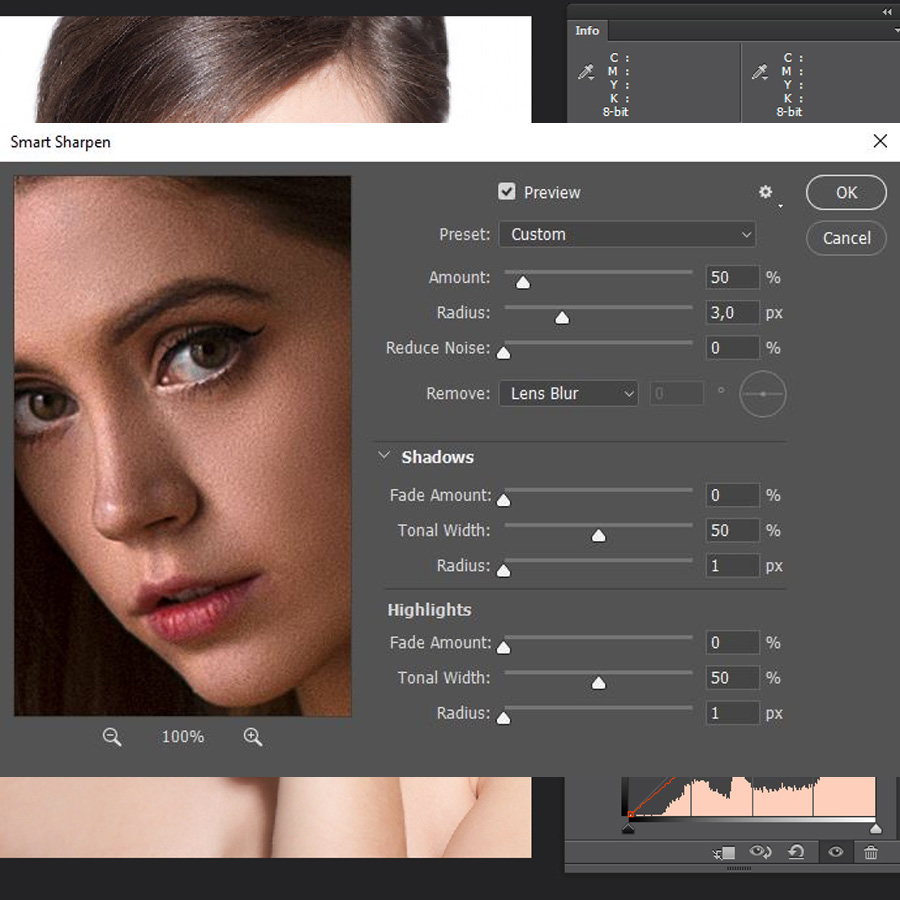 Info
C : C :
M : M :
Y : Y :
K : K :
8-bit 8-bit
Smart Sharpen
Preview
OK
Preset: Custom
Cancel
Amount: 50 %
Radius: 3,0 px
Reduce Noise: 0 %
Remove: Lens Blur 0 °
Shadows
Fade Amount: 0 %
Tonal Width: 50 %
Radius: 1 px
Highlights
Fade Amount: 0 %
Tonal Width: 50 %
Radius: 1 px
100%